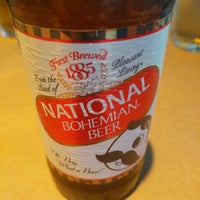 First Brewed
1885
From the
Land of
Pleasant
Living
NATIONAL
BOHEMIAN
BEER
"Oh, Boy,
What a Beer!"